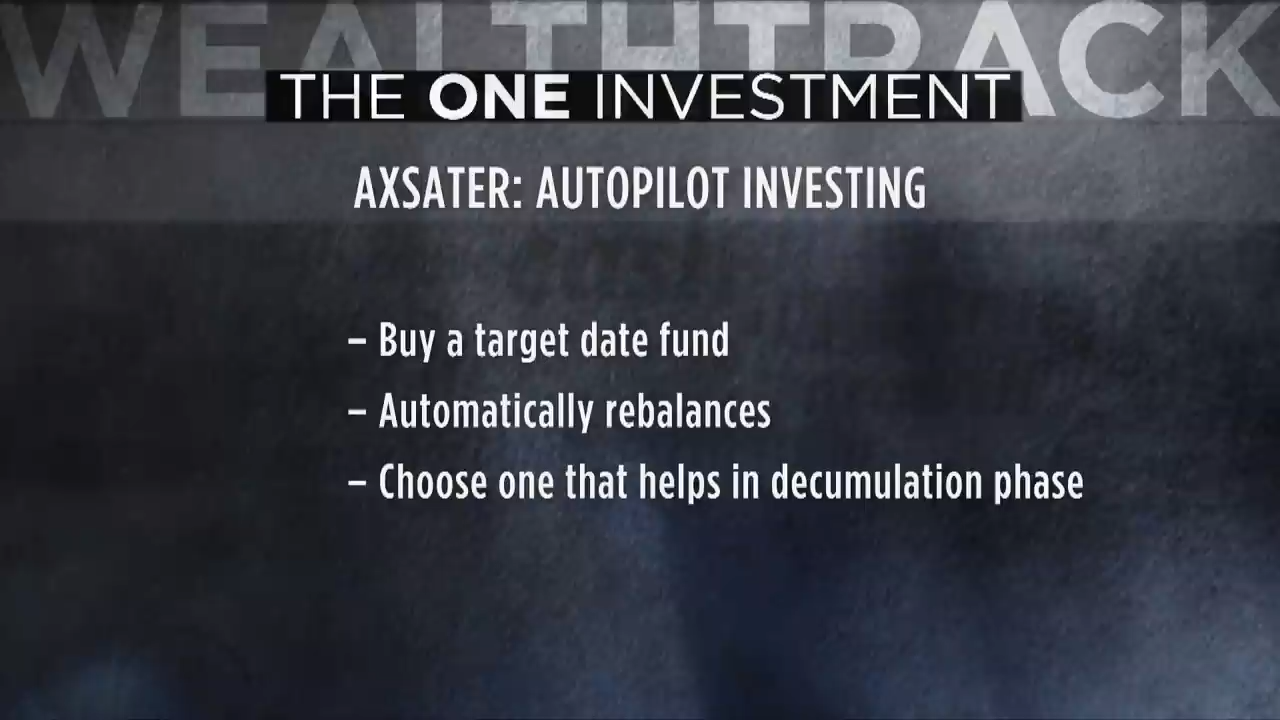 WEALTHTRACK
THE ONE INVESTMENT
AXSATER: AUTOPILOT INVESTING
– Buy a target date fund
– Automatically rebalances
– Choose one that helps in decumulation phase